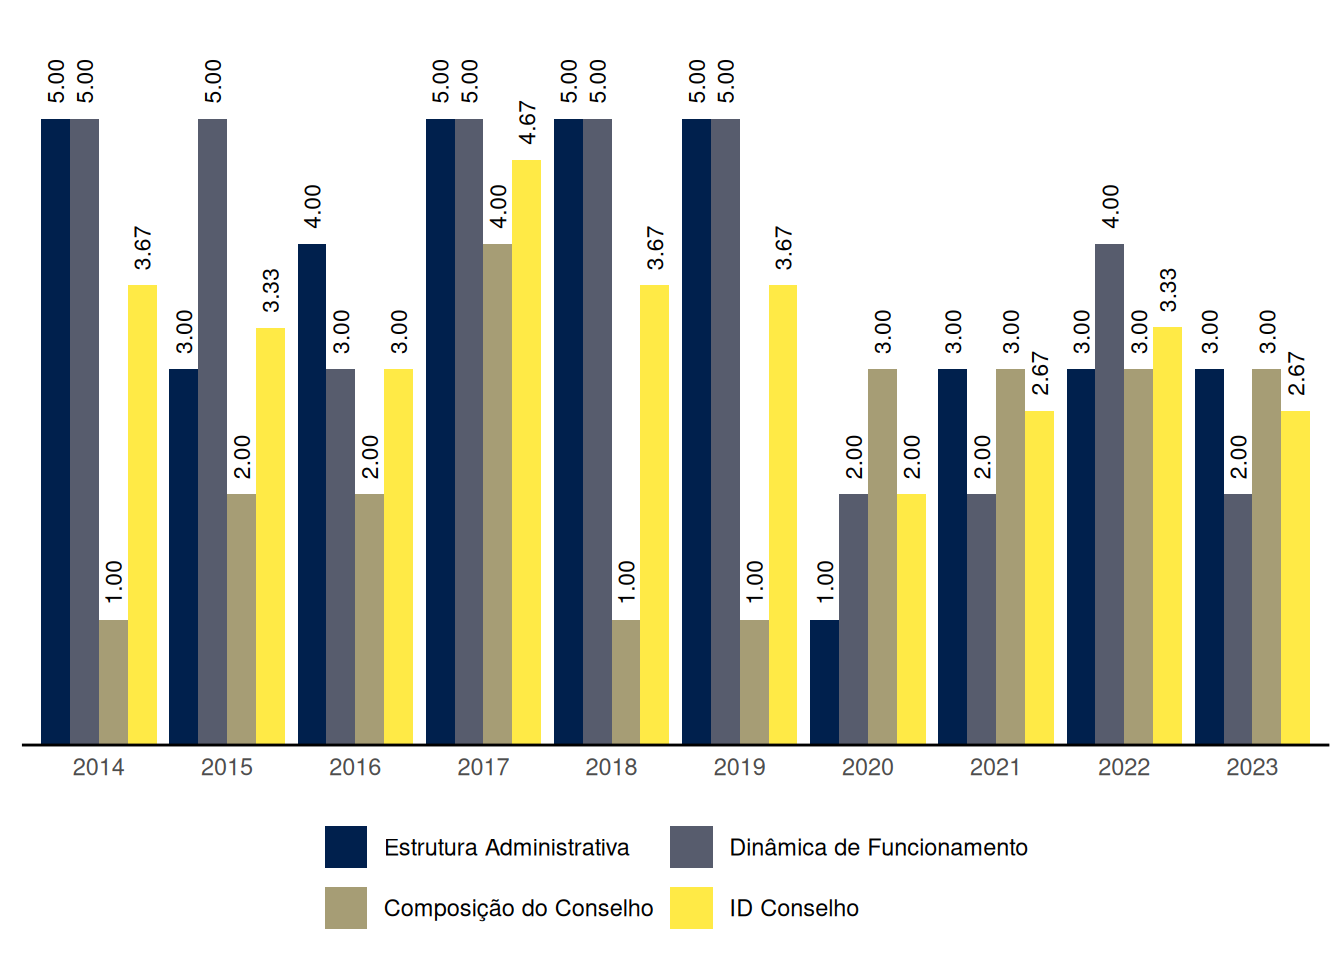 5.00 5.00 1.00 3.67 3.00 5.00 2.00 3.33 4.00 3.00 2.00 3.00 5.00 5.00 4.00 4.67 5.00 5.00 1.00 3.67 5.00 5.00 1.00 3.67 1.00 2.00 3.00 2.00 3.00 2.00 3.00 2.67 3.00 4.00 3.00 3.33 3.00 2.00 3.00 2.67
2014 2015 2016 2017 2018 2019 2020 2021 2022 2023
Estrutura Administrativa Dinâmica de Funcionamento
Composição do Conselho ID Conselho